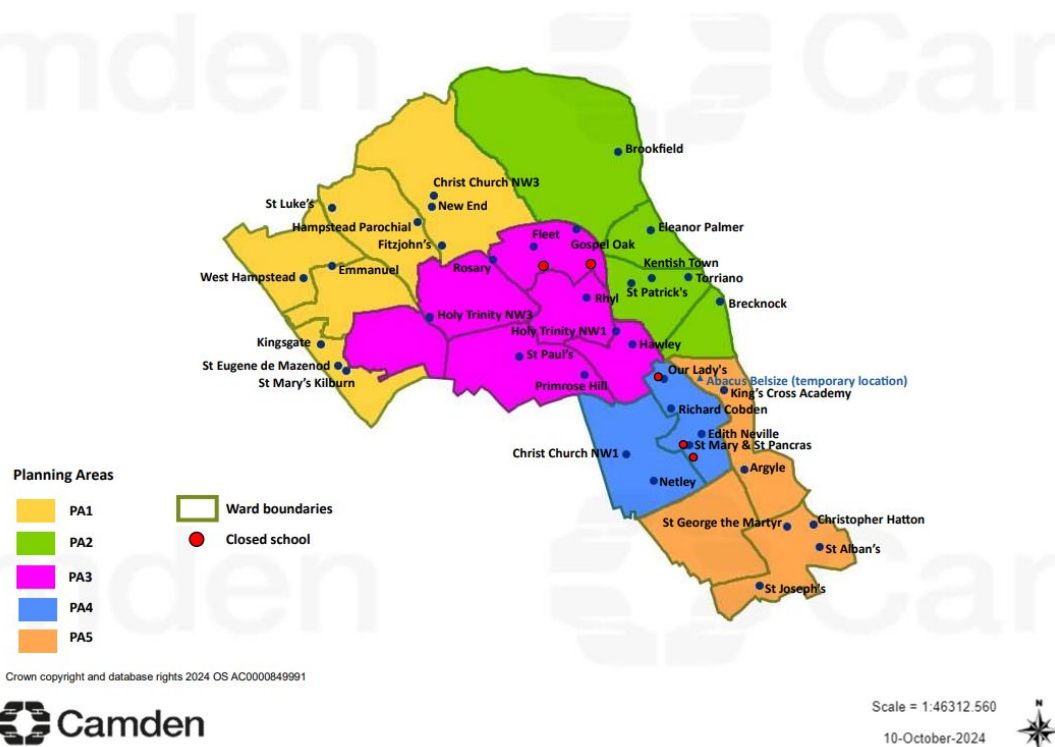 Camden
Camden
Brookfield
Christ Church NW3
St Luke's
New End
Hampstead Parochial
Eleanor Palmer
Fleet
Fitzjohn's
Gospel Oak
Kentish Town
Rosary
Emmanuel
West Hampstead
Torriano
St Patrick's
Rhyl
Brecknock
Holy Trinity NW3
Holy Trinity NW1
Kingsgate
Hawley
St Paul's
St Eugene de Mazenod
Our Lady's
St Mary's Kilburn
Abacus Belsize (temporary location)
Primrose Hill
King's Cross Academy
Richard Cobden
Edith Neville
St Mary & St Pancras
Christ Church NW1
Argyle
Netley
St George the Martyr
Christopher Hatton
St Alban's
St Joseph's
Planning Areas
PA1
PA2
PA3
PA4
PA5
Ward boundaries
Closed school
Camden
Camden
Crown copyright and database rights 2024 OS AC0000849991
Camden
Scale = 1:46312.560
10-October-2024
N